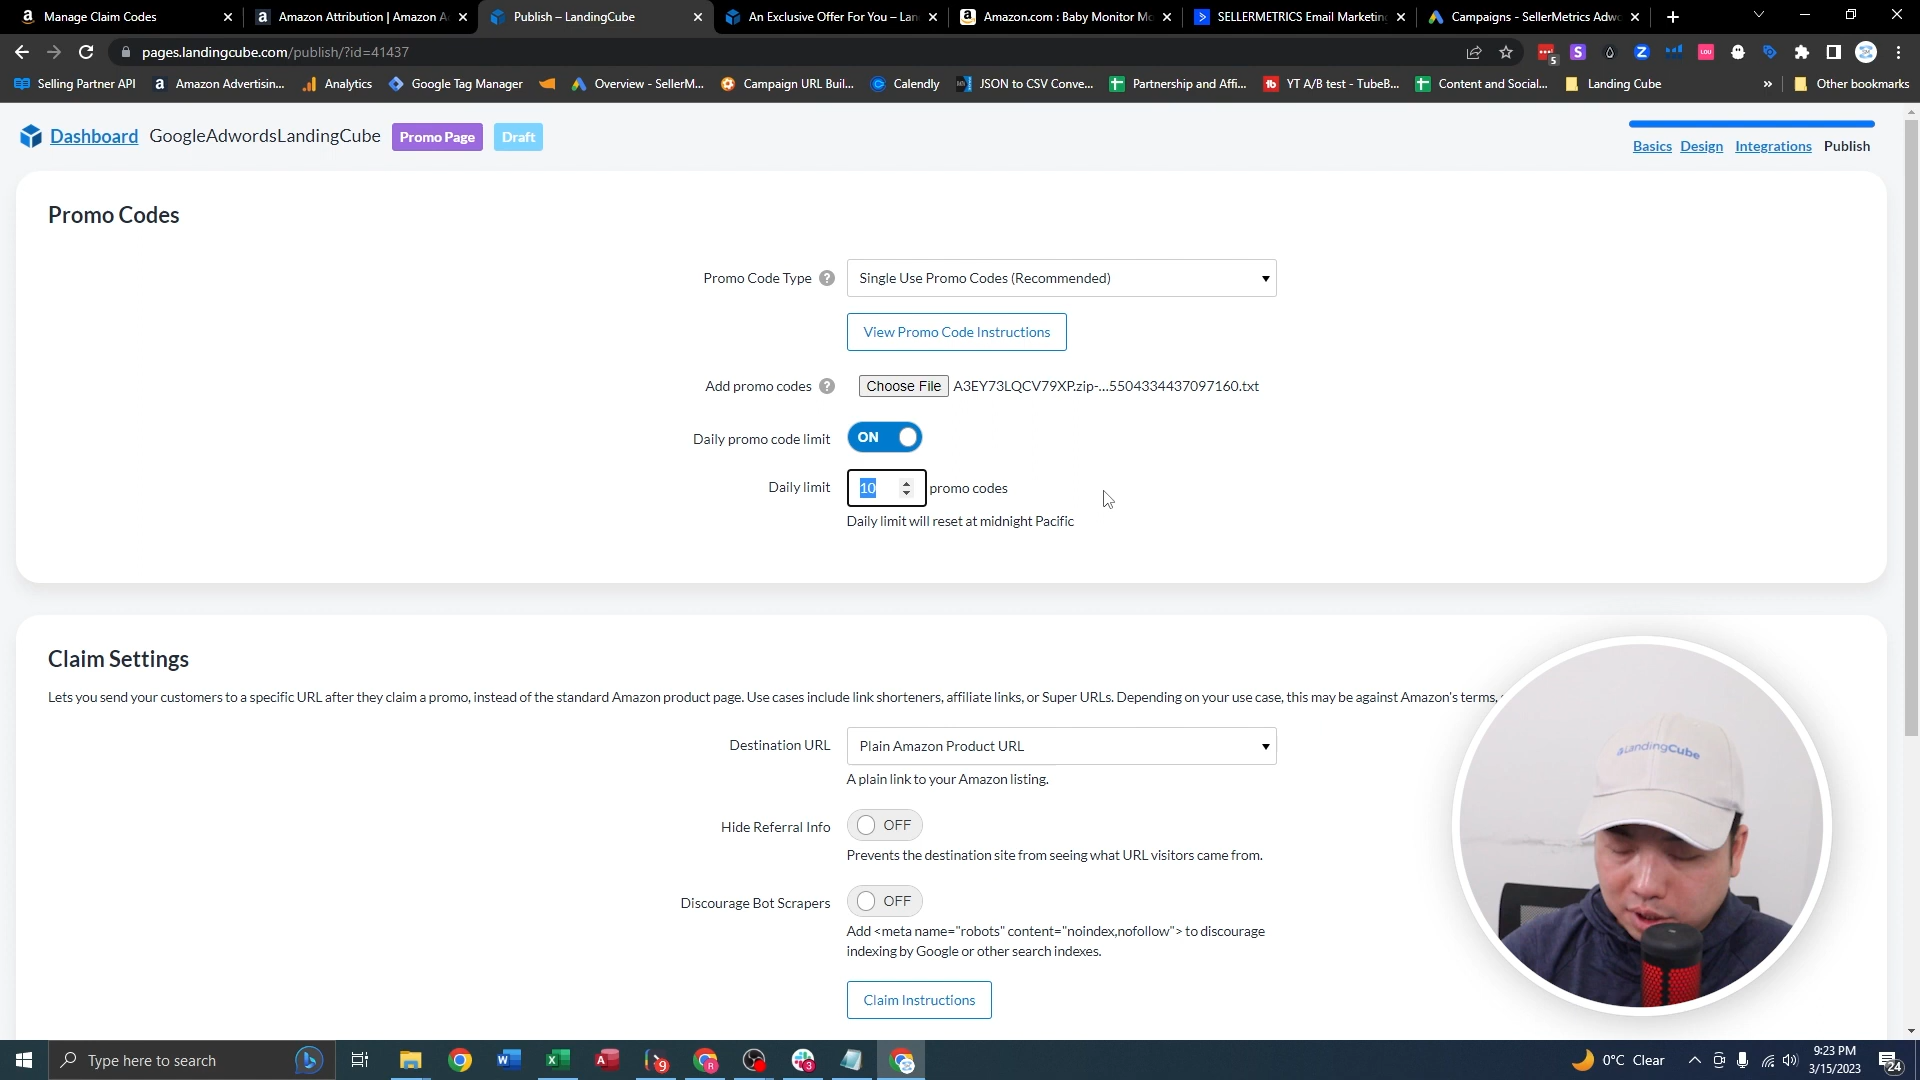 Manage Claim Codes
Amazon Attribution | Amazon A
Publish – LandingCube
An Exclusive Offer For You – Lan
Amazon.com : Baby Monitor Mo
SELLERMETRICS Email Marketing
Campaigns - SellerMetrics Adwo
pages.landingcube.com/publish/?id=41437
5
Selling Partner API
Amazon Advertisin...
Analytics
Google Tag Manager
Overview - SellerM...
Campaign URL Buil...
Calendly
JSON to CSV Conve...
Partnership and Affi...
YT A/B test - TubeB...
Content and Social...
Landing Cube
»
Other bookmarks
Dashboard GoogleAdwordsLandingCube Promo Page Draft
Basics Design Integrations Publish
Promo Codes
Promo Code Type ? Single Use Promo Codes (Recommended)
View Promo Code Instructions
Add promo codes ? Choose File A3EY73LQCV79XP.zip-...5504334437097160.txt
Daily promo code limit ON
Daily limit 10 promo codes
Daily limit will reset at midnight Pacific
Claim Settings
Lets you send your customers to a specific URL after they claim a promo, instead of the standard Amazon product page. Use cases include link shorteners, affiliate links, or Super URLs. Depending on your use case, this may be against Amazon's terms,
Destination URL Plain Amazon Product URL
A plain link to your Amazon listing.
Hide Referral Info OFF
Prevents the destination site from seeing what URL visitors came from.
Discourage Bot Scrapers OFF
Add <meta name="robots" content="noindex,nofollow"> to discourage
indexing by Google or other search indexes.
Claim Instructions
LandingCube
Type here to search
9
3
0°C Clear
9:23 PM
3/15/2023
24